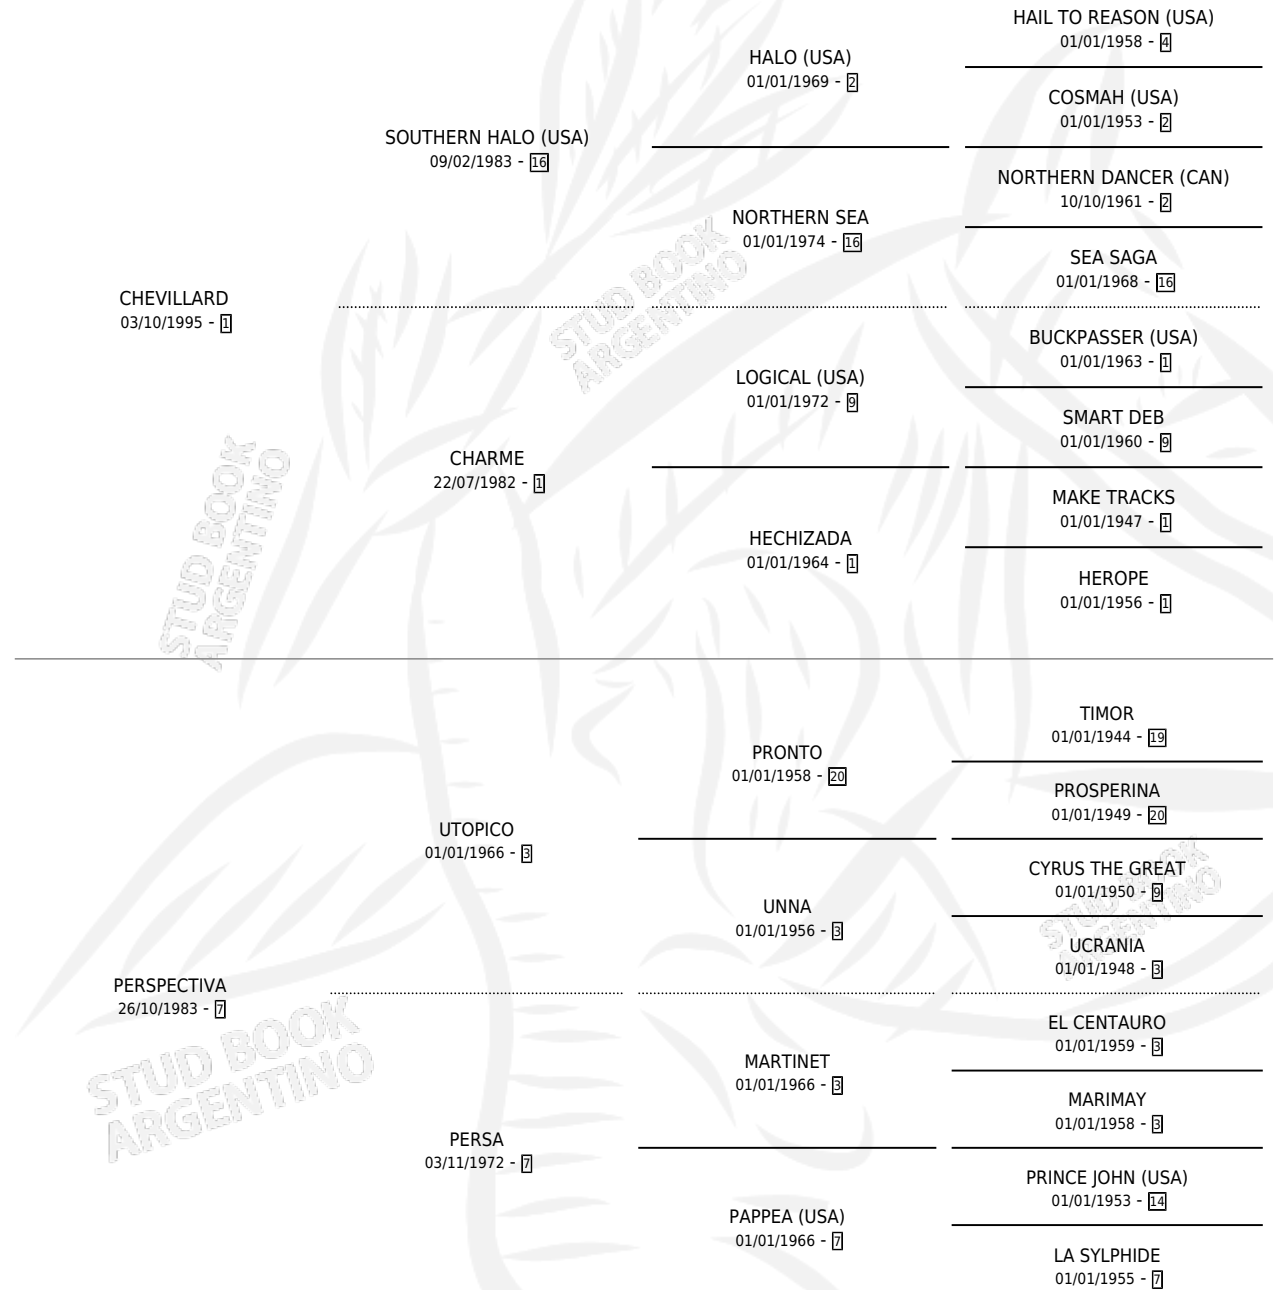 HAIL TO REASON (USA)
01/01/1958 - 4
HALO (USA)
01/01/1969 - 2
COSMAH (USA)
01/01/1953 - 2
SOUTHERN HALO (USA)
09/02/1983 - 16
NORTHERN DANCER (CAN)
10/10/1961 - 2
NORTHERN SEA
01/01/1974 - 16
SEA SAGA
01/01/1968 - 16
CHEVILLARD
03/10/1995 - 1
BUCKPASSER (USA)
01/01/1963 - 1
LOGICAL (USA)
01/01/1972 - 9
SMART DEB
01/01/1960 - 9
CHARME
22/07/1982 - 1
MAKE TRACKS
01/01/1947 - 1
HECHIZADA
01/01/1964 - 1
HEROPE
01/01/1956 - 1
TIMOR
01/01/1944 - 19
PRONTO
01/01/1958 - 20
PROSPERINA
01/01/1949 - 20
UTOPICO
01/01/1966 - 3
CYRUS THE GREAT
01/01/1950 - 9
UNNA
01/01/1956 - 3
UCRANIA
01/01/1948 - 3
PERSPECTIVA
26/10/1983 - 7
EL CENTAURO
01/01/1959 - 3
MARTINET
01/01/1966 - 3
MARIMAY
01/01/1958 - 3
PERSA
03/11/1972 - 7
PRINCE JOHN (USA)
01/01/1953 - 14
PAPPEA (USA)
01/01/1966 - 7
LA SYLPHIDE
01/01/1955 - 7
STUD BOOK
ARGENTINO
STUD BOOK
ARGENTINO
STUD BOOK
ARGENTINO
STUD BOOK
ARGENTINO